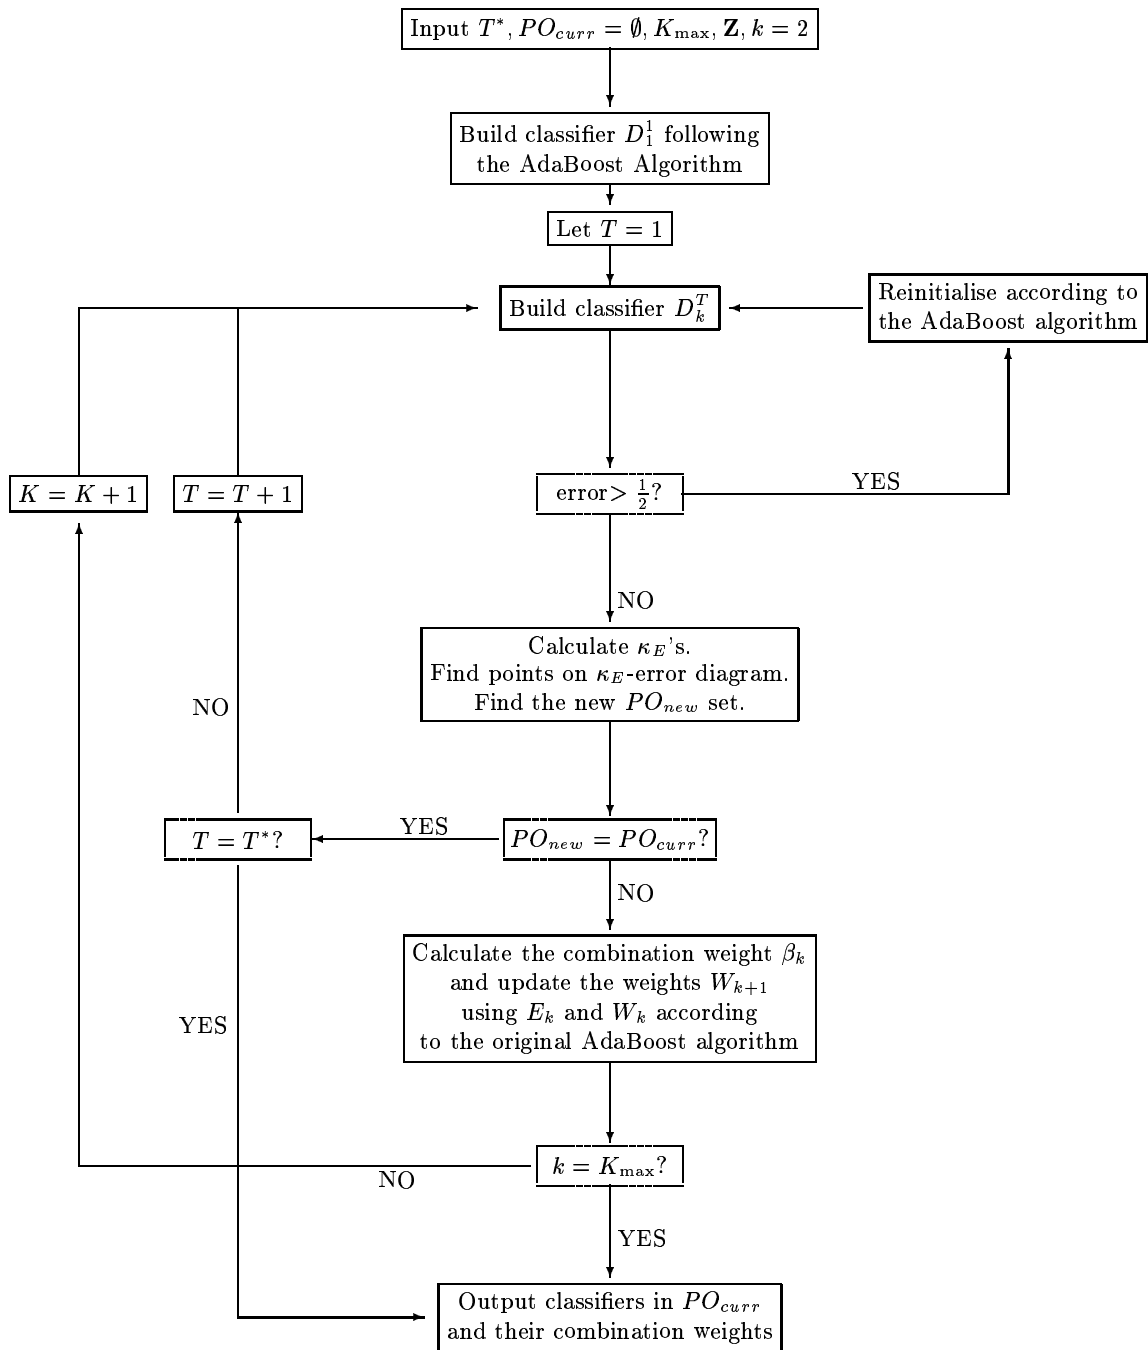 Input T*, PO_curr = ∅, K_max, Z, k = 2
Build classifier D_1^1 following
the AdaBoost Algorithm
Let T = 1
Build classifier D_k^T
Reinitialise according to
the AdaBoost algorithm
K = K + 1
T = T + 1
error> 1/2?
YES
NO
Calculate κ_E's.
Find points on κ_E-error diagram.
Find the new PO_new set.
NO
T = T*?
YES
PO_new = PO_curr?
NO
Calculate the combination weight β_k
and update the weights W_{k+1}
using E_k and W_k according
to the original AdaBoost algorithm
YES
k = K_max?
NO
YES
Output classifiers in PO_curr
and their combination weights